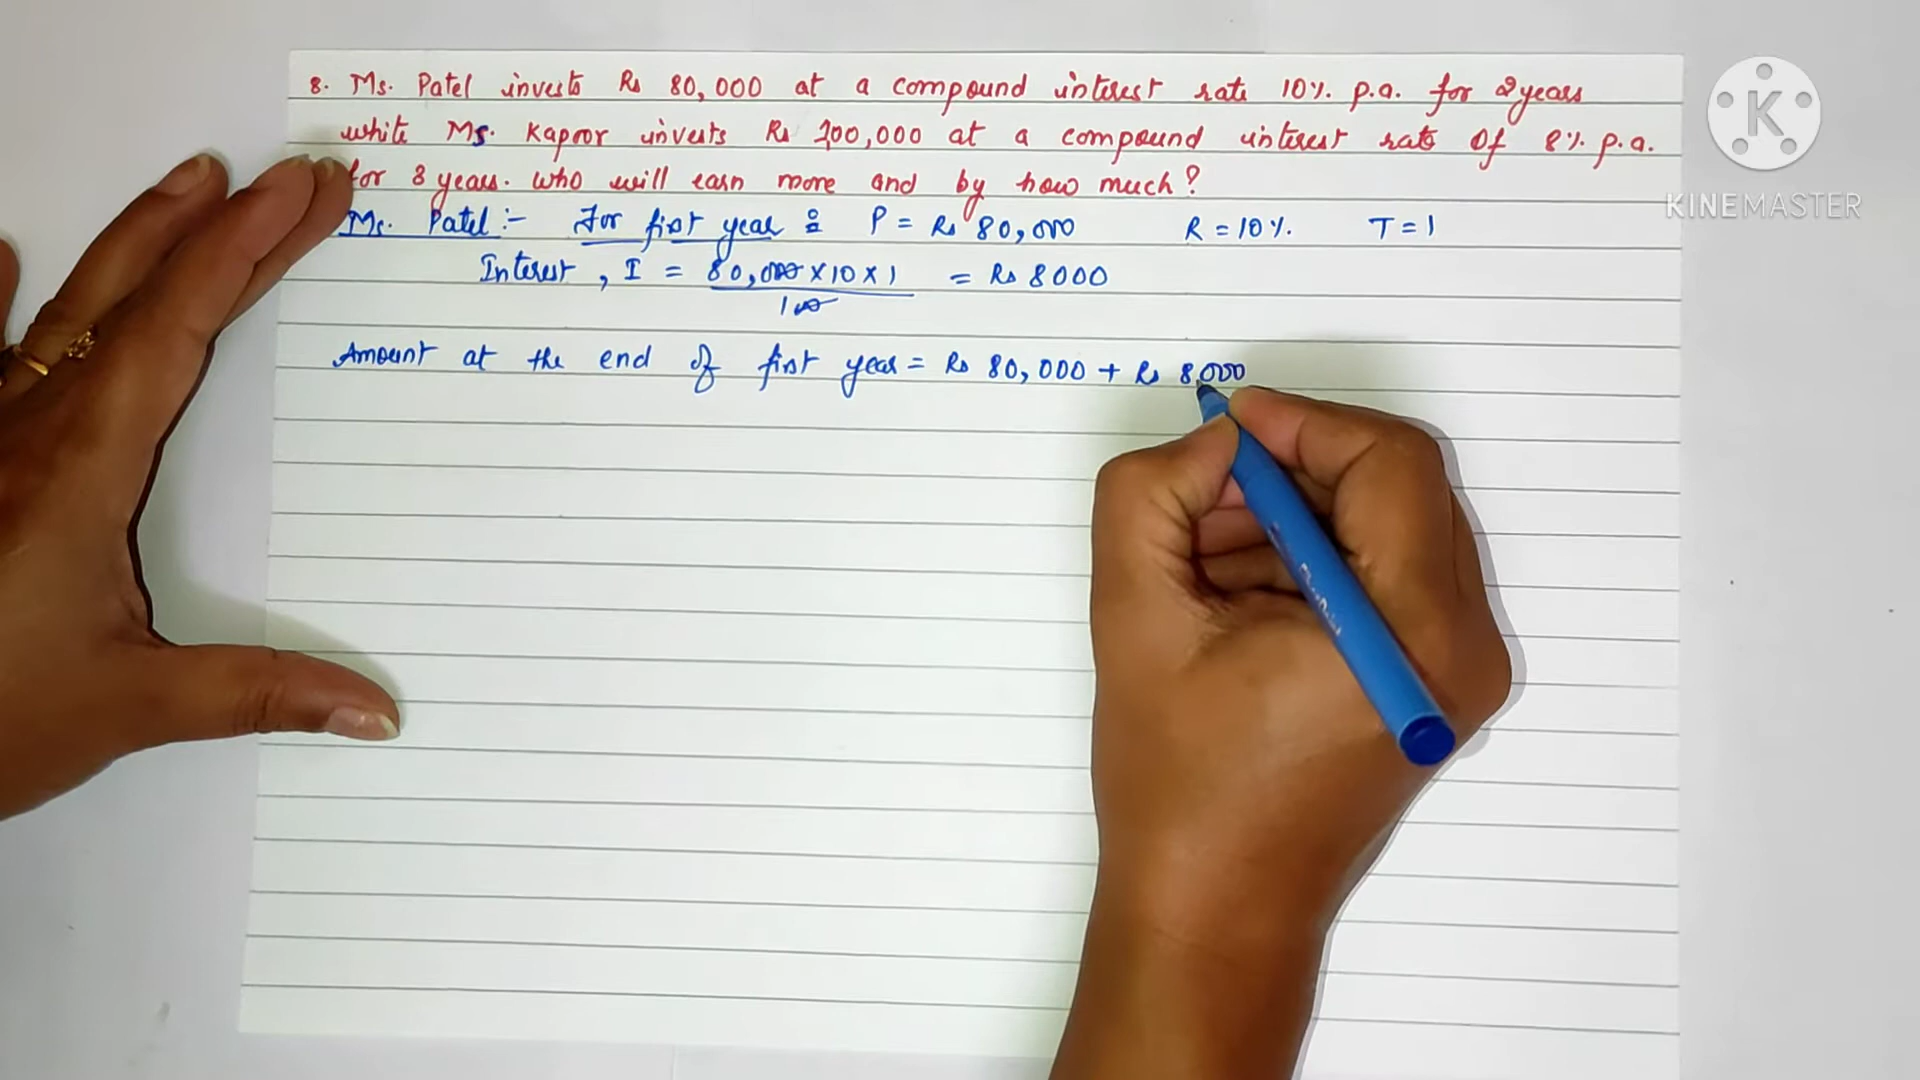 8. Ms. Patel invests Rs 80,000 at a compound interest rate 10%. p.a. for 2 years
while Ms. Kapoor invests Rs 100,000 at a compound interest rate of 8%. p.a.
for 3 years. Who will earn more and by how much?
Ms. Patel :- For first year : P = Rs 80,000 R = 10%. T = 1
Interest, I = 80,000 × 10 × 1 = Rs 8000
100
Amount at the end of first year = Rs 80,000 + Rs 8,000
K
KINEMASTER